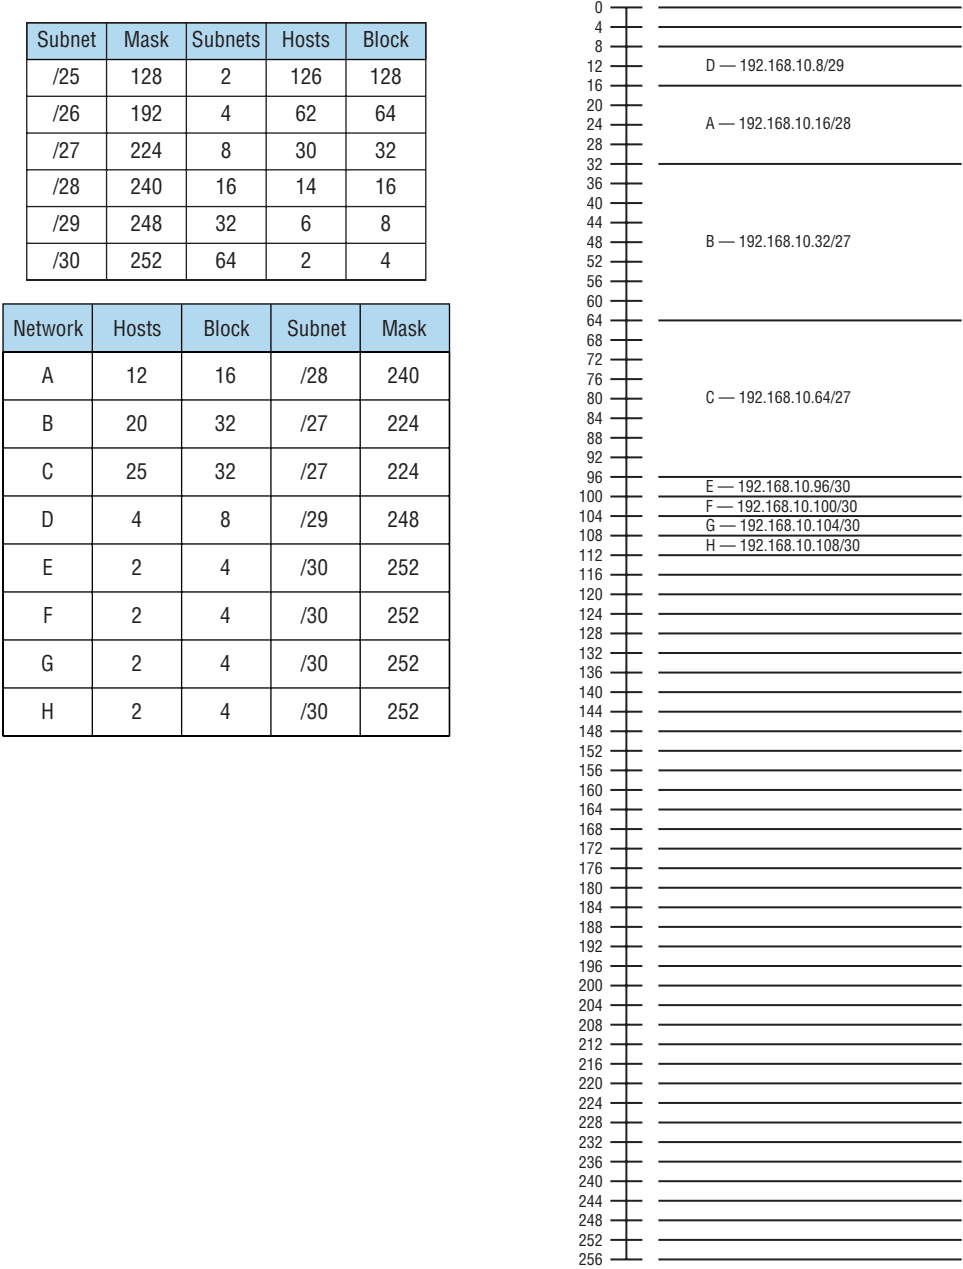 Subnet Mask Subnets Hosts Block
/25 128 2 126 128
/26 192 4 62 64
/27 224 8 30 32
/28 240 16 14 16
/29 248 32 6 8
/30 252 64 2 4
Network Hosts Block Subnet Mask
A 12 16 /28 240
B 20 32 /27 224
C 25 32 /27 224
D 4 8 /29 248
E 2 4 /30 252
F 2 4 /30 252
G 2 4 /30 252
H 2 4 /30 252
0
4
8
12 D — 192.168.10.8/29
16
20
24 A — 192.168.10.16/28
28
32
36
40
44
48 B — 192.168.10.32/27
52
56
60
64
68
72
76
80 C — 192.168.10.64/27
84
88
92
96
E — 192.168.10.96/30
100
F — 192.168.10.100/30
104
G — 192.168.10.104/30
108
H — 192.168.10.108/30
112
116
120
124
128
132
136
140
144
148
152
156
160
164
168
172
176
180
184
188
192
196
200
204
208
212
216
220
224
228
232
236
240
244
248
252
256